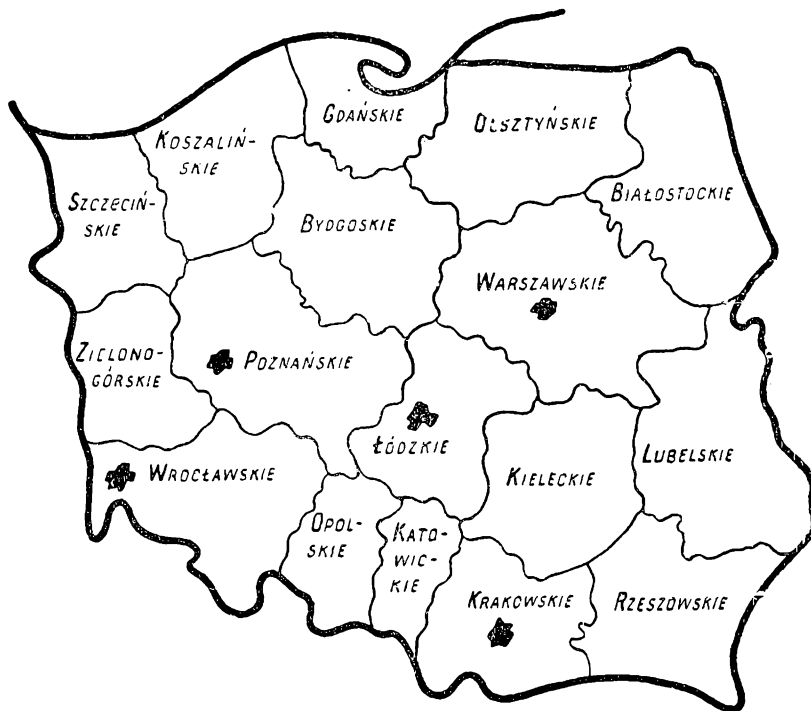 GDAŃSKIE
OLSZTYŃSKIE
KOSZALIŃ-
SKIE
BIAŁOSTOCKIE
SZCZECIŃ-
SKIE
BYDGOSKIE
WARSZAWSKIE
ZIELONO-
GÓRSKIE
POZNAŃSKIE
ŁÓDZKIE
LUBELSKIE
WROCŁAWSKIE
KIELECKIE
OPOL-
SKIE
KATO-
WIC-
KIE
KRAKOWSKIE
RZESZOWSKIE